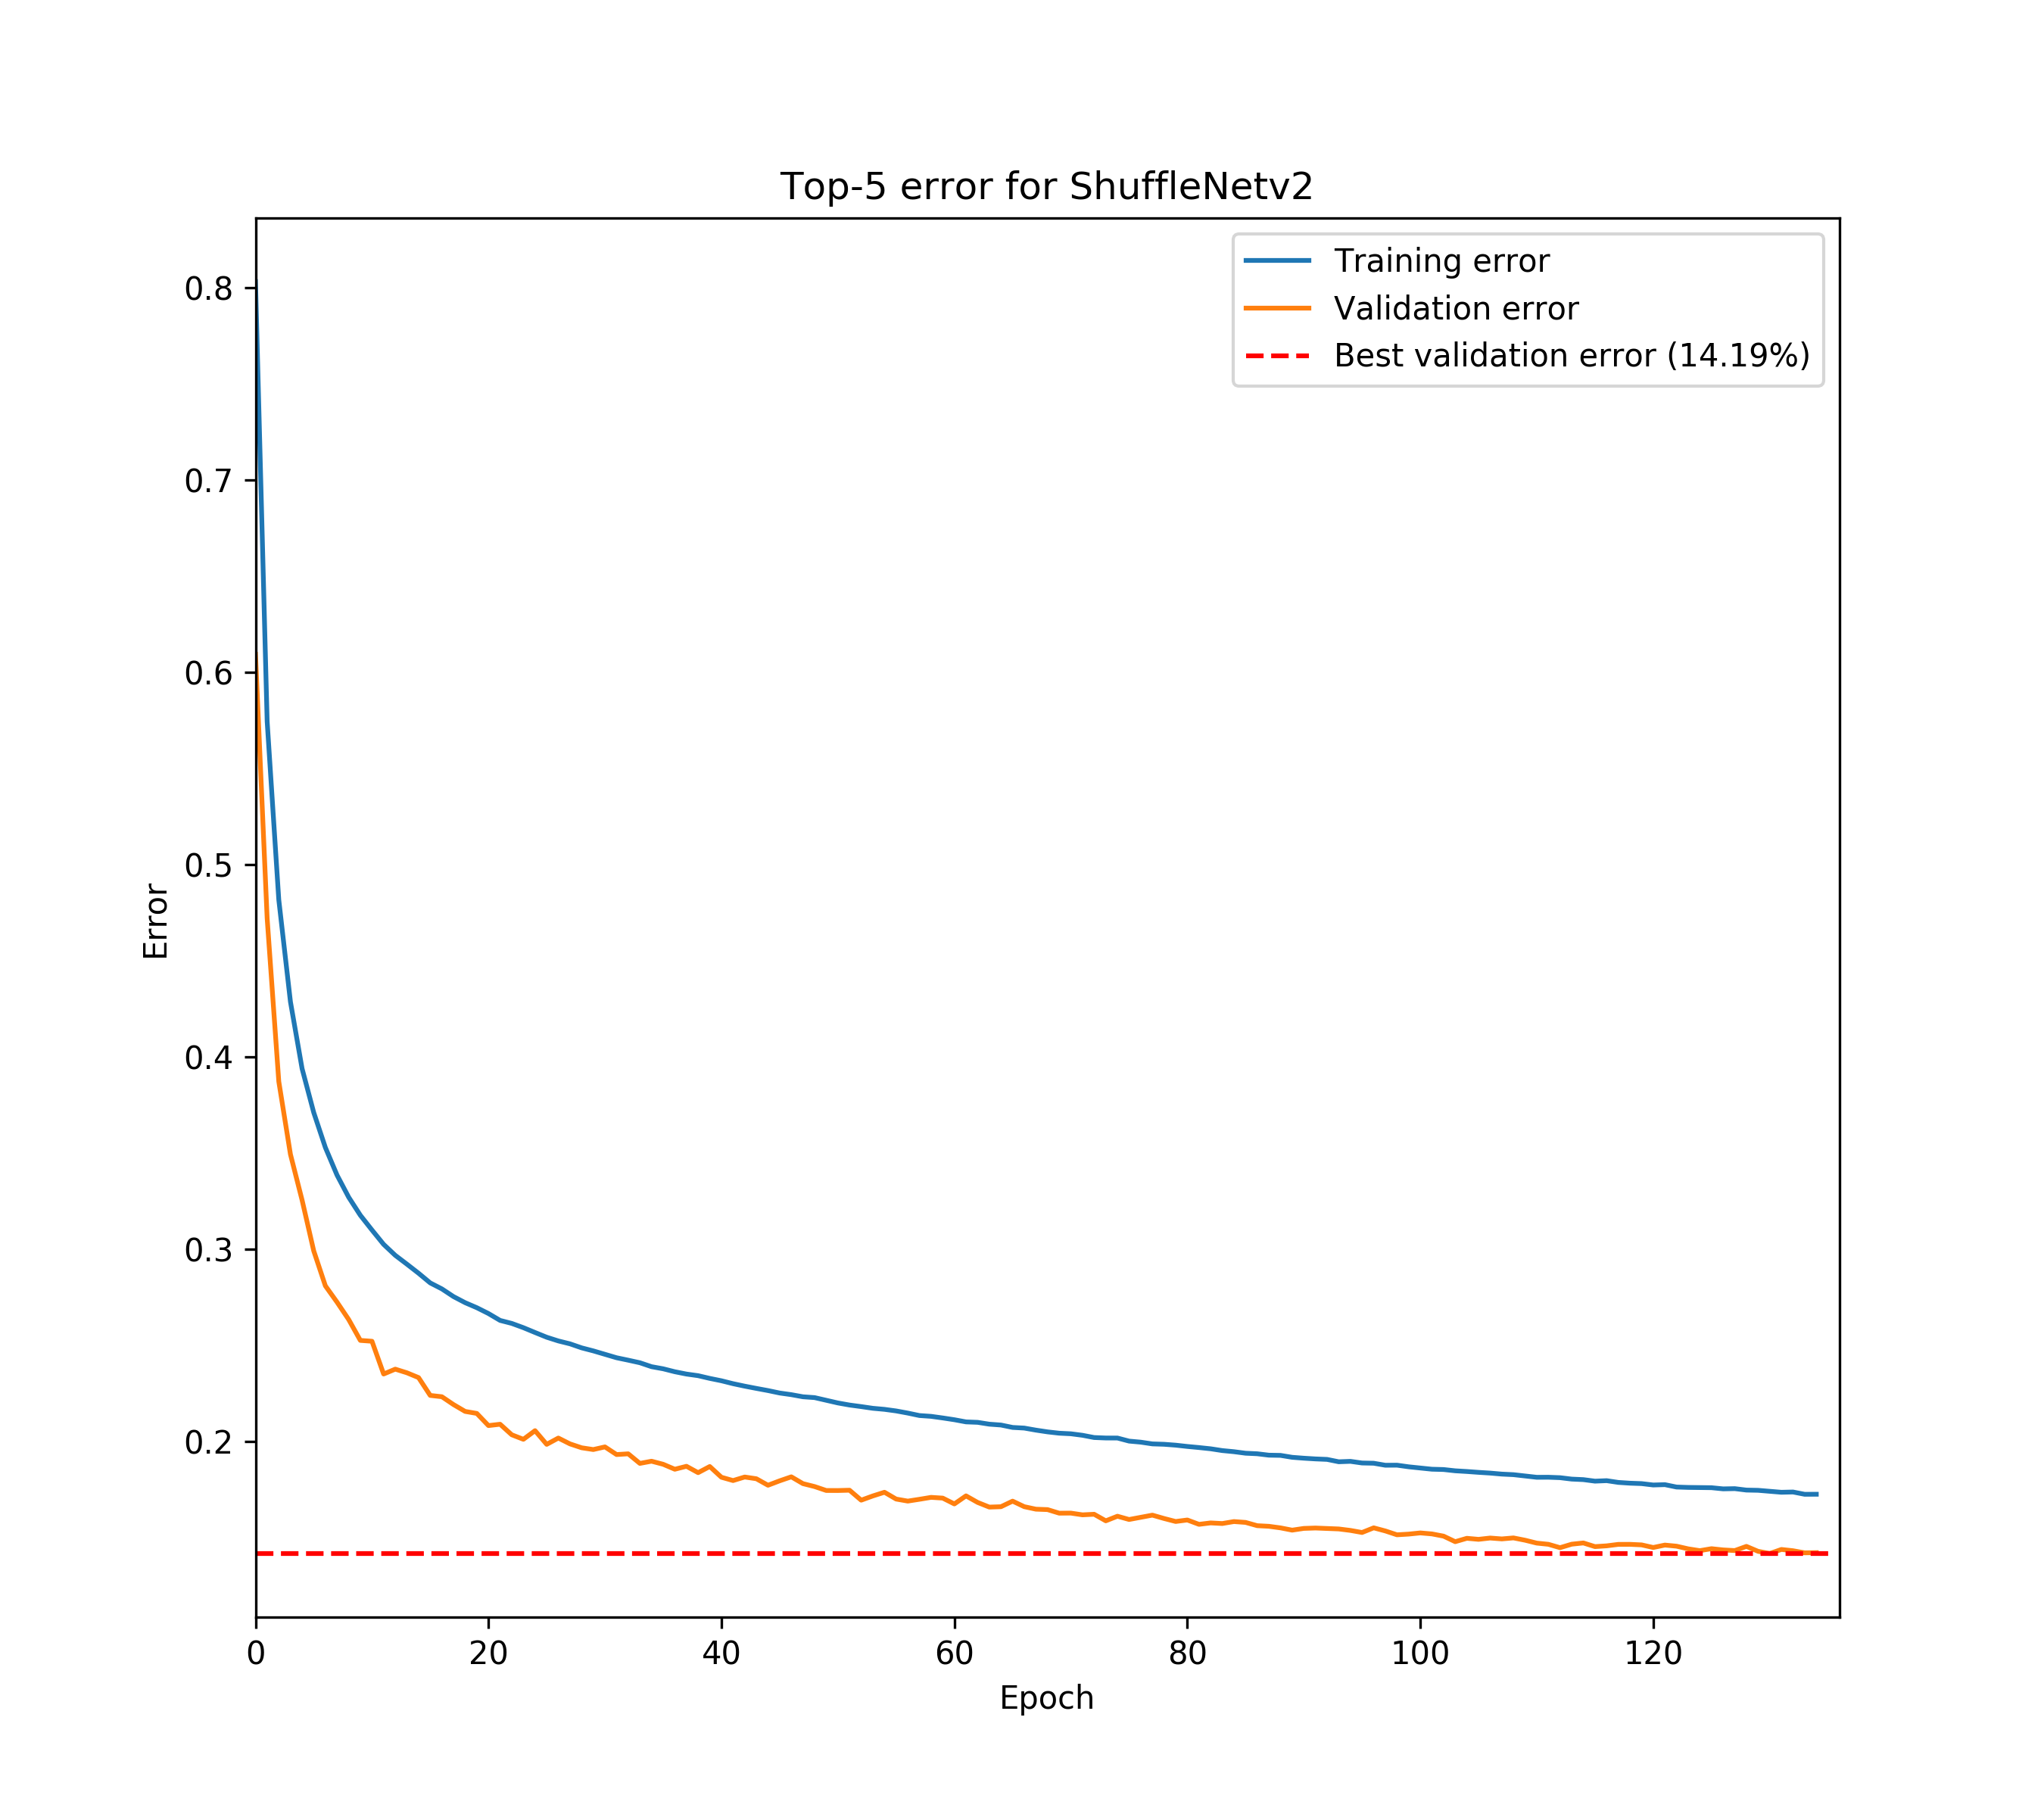 Top-5 error for ShuffleNetv2
Training error
Validation error
Best validation error (14.19%)
0.8
0.7
0.6
0.5
0.4
0.3
0.2
Error
0 20 40 60 80 100 120
Epoch